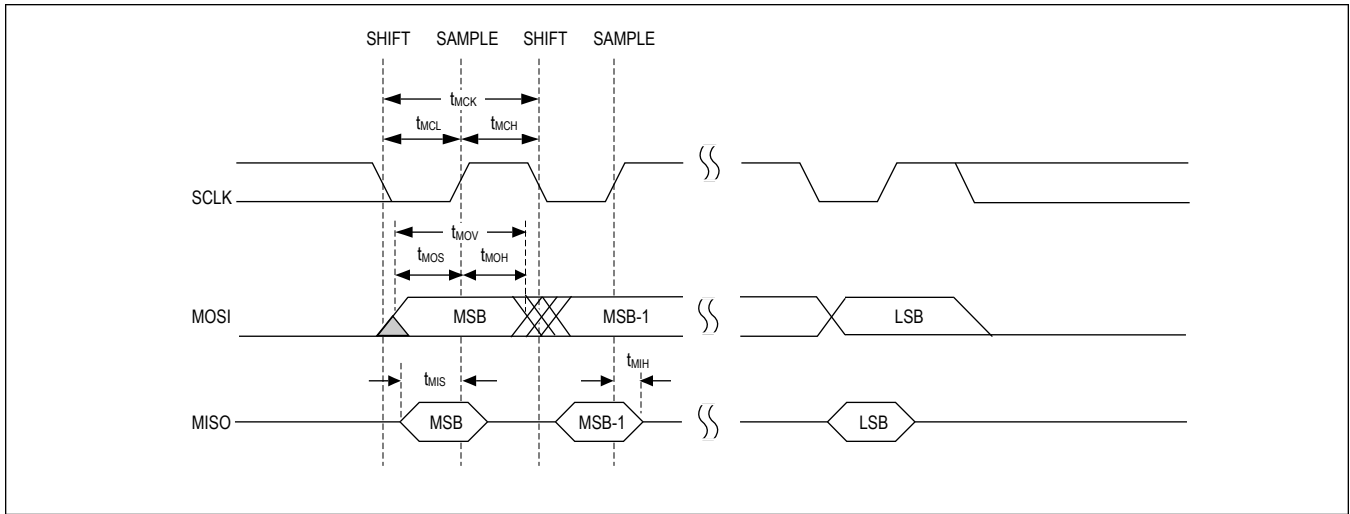 SHIFT SAMPLE SHIFT SAMPLE
tMCK
tMCL tMCH
SCLK
tMOV
tMOS tMOH
MOSI MSB MSB-1 LSB
tMIH
tMIS
MISO MSB MSB-1 LSB